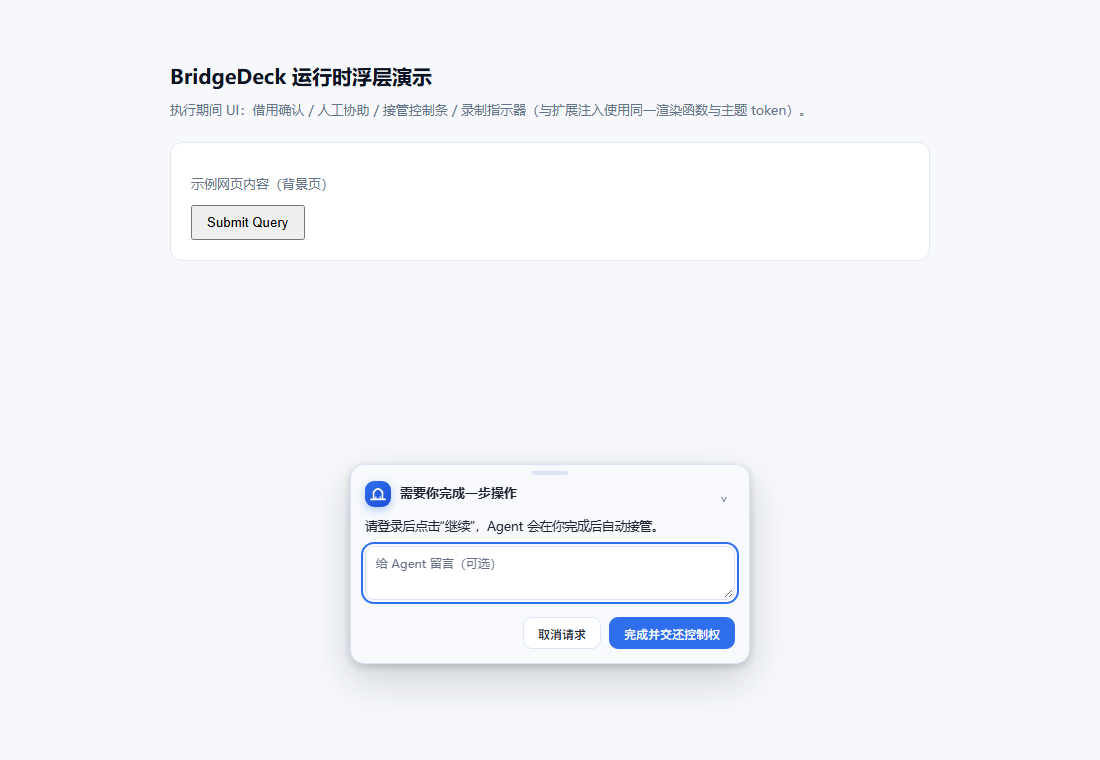 BridgeDeck 运行时浮层演示
执行期间 UI：借用确认 / 人工协助 / 接管控制条 / 录制指示器（与扩展注入使用同一渲染函数与主题 token）。
示例网页内容（背景页）
Submit Query
需要你完成一步操作
v
请登录后点击“继续”，Agent 会在你完成后自动接管。
给 Agent 留言（可选）
取消请求
完成并交还控制权